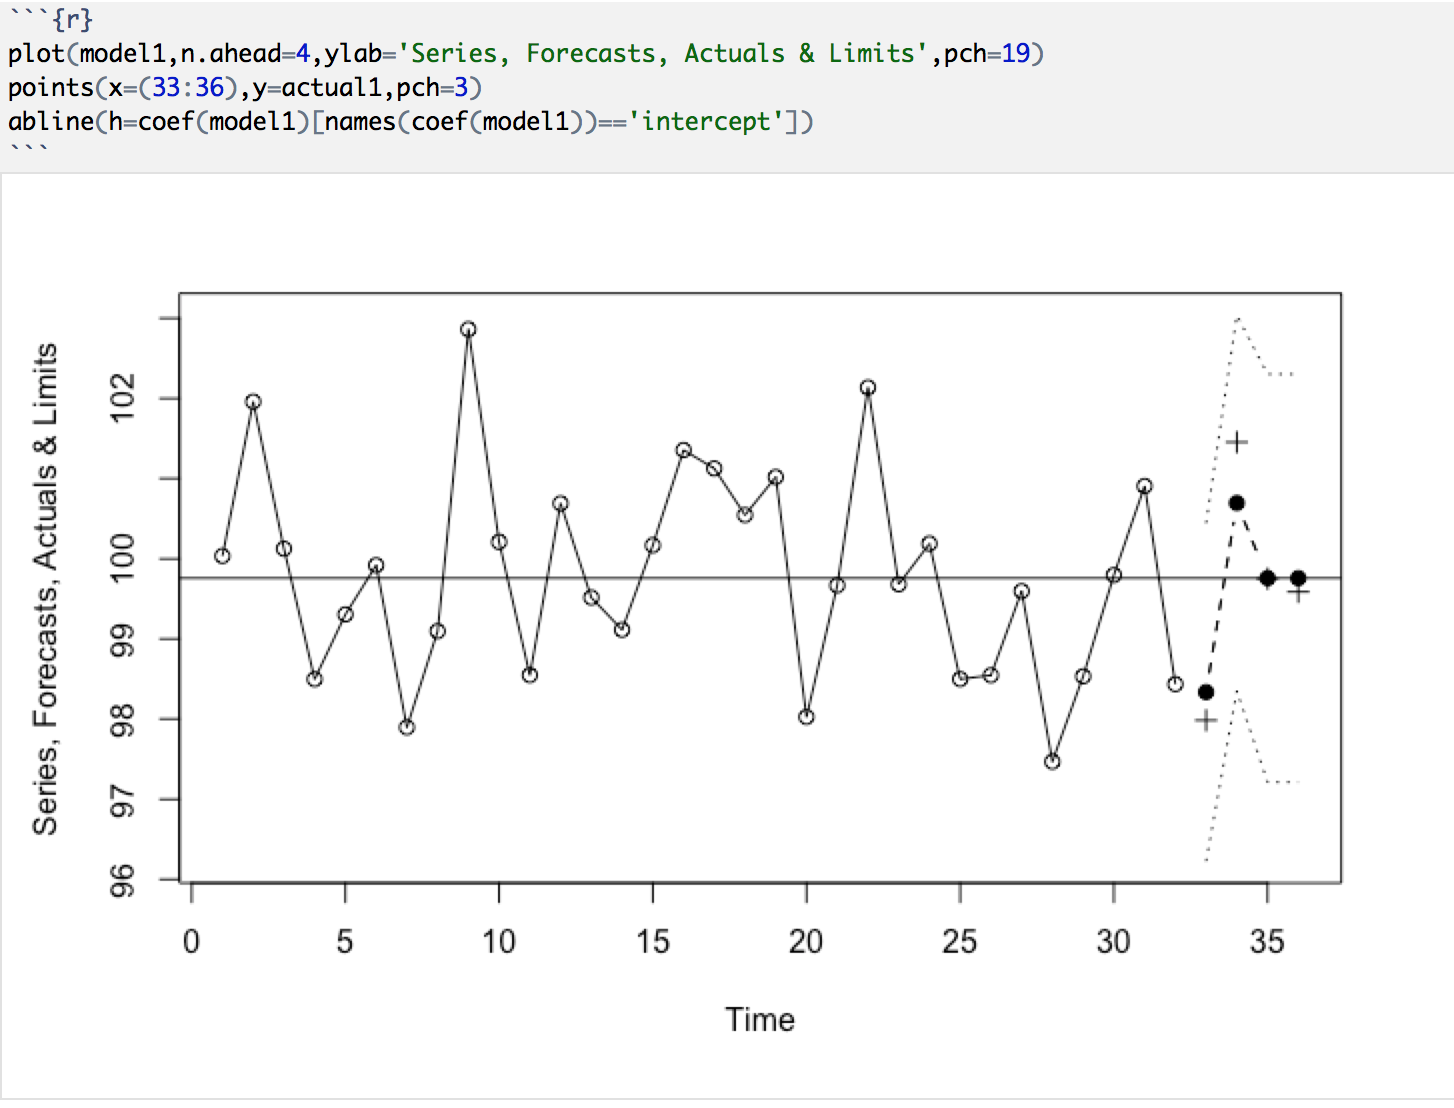 ```{r}
plot(model1,n.ahead=4,ylab='Series, Forecasts, Actuals & Limits',pch=19)
points(x=(33:36),y=actual1,pch=3)
abline(h=coef(model1)[names(coef(model1))=='intercept'])
```
Series, Forecasts, Actuals & Limits
102
100
99
98
97
96
0 5 10 15 20 25 30 35
Time